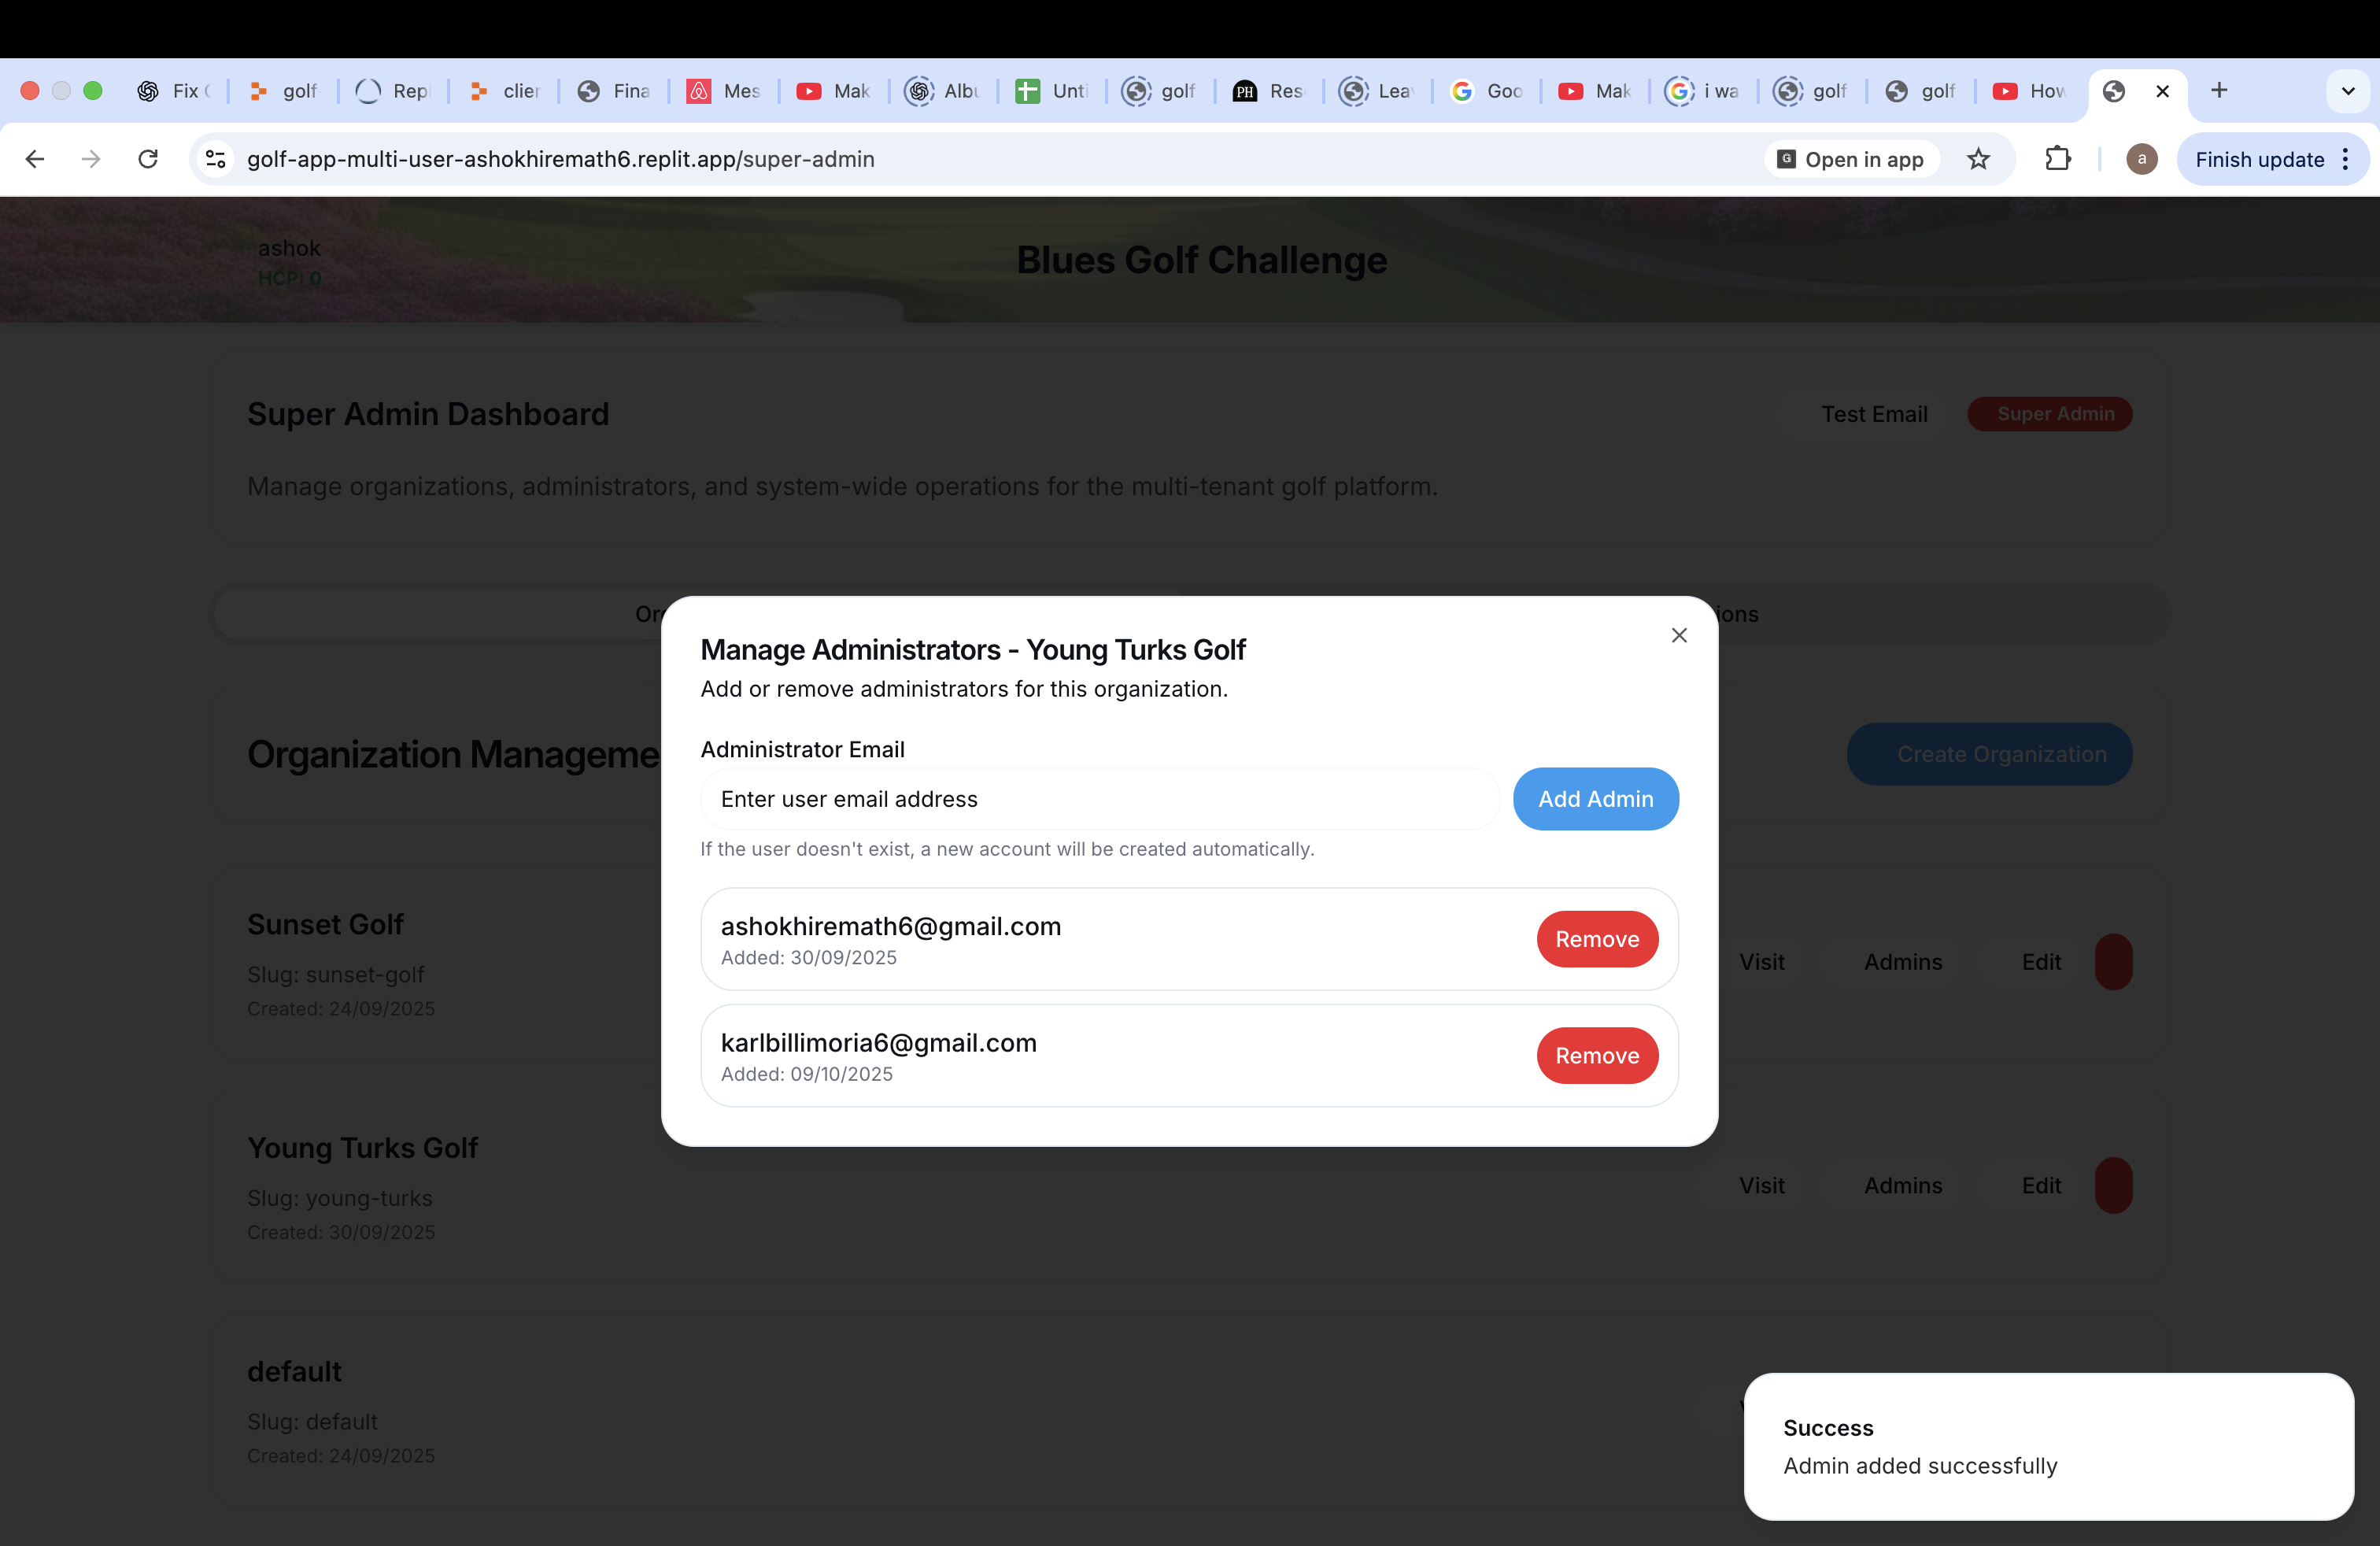 Fix
golf
Rep
clien
Fina
Mes
Mak
Albu
Unti
golf
PH
Res
Lea
Goo
Mak
i wa
golf
golf
How
golf-app-multi-user-ashokhiremath6.replit.app/super-admin
G
Open in app
a
Finish update
ashok
HCP: 0
Blues Golf Challenge
Super Admin Dashboard
Test Email
Super Admin
Manage organizations, administrators, and system-wide operations for the multi-tenant golf platform.
Manage Administrators - Young Turks Golf
Add or remove administrators for this organization.
Administrator Email
Enter user email address
Add Admin
If the user doesn't exist, a new account will be created automatically.
ashokhiremath6@gmail.com
Added: 30/09/2025
Remove
karlbillimoria6@gmail.com
Added: 09/10/2025
Remove
Organization Manageme
Create Organization
Sunset Golf
Slug: sunset-golf
Created: 24/09/2025
Visit
Admins
Edit
Young Turks Golf
Slug: young-turks
Created: 30/09/2025
Visit
Admins
Edit
default
Slug: default
Created: 24/09/2025
Success
Admin added successfully